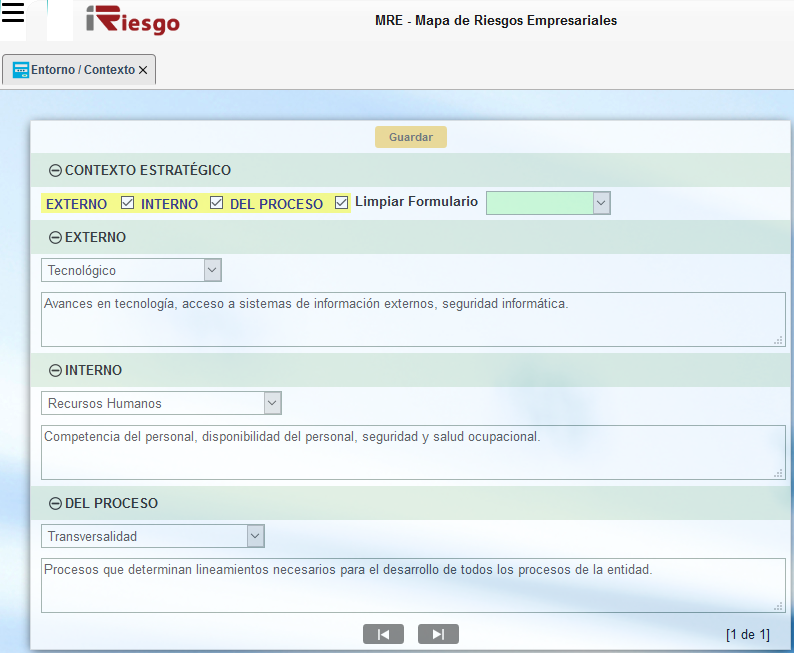 iRiesgo
MRE - Mapa de Riesgos Empresariales
Entorno / Contexto
Guardar
CONTEXTO ESTRATÉGICO
EXTERNO INTERNO DEL PROCESO Limpiar Formulario
EXTERNO
Tecnológico
Avances en tecnología, acceso a sistemas de información externos, seguridad informática.
INTERNO
Recursos Humanos
Competencia del personal, disponibilidad del personal, seguridad y salud ocupacional.
DEL PROCESO
Transversalidad
Procesos que determinan lineamientos necesarios para el desarrollo de todos los procesos de la entidad.
[1 de 1]